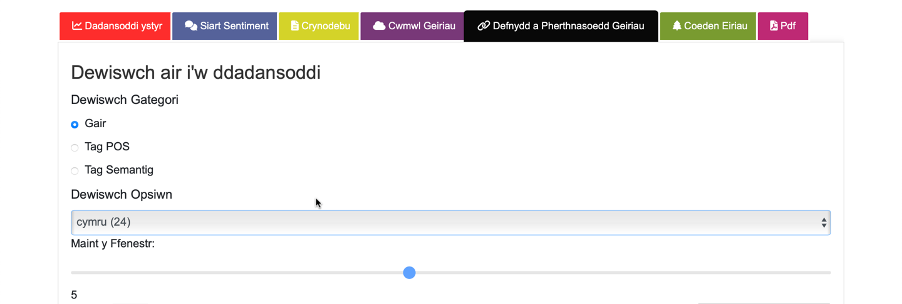 Dadansoddi ystyr Siart Sentiment Crynodebu Cwmwl Geiriau Defnydd a Pherthnasoedd Geiriau Coeden Eiriau Pdf
Dewiswch air i'w ddadansoddi
Dewiswch Gategori
Gair
Tag POS
Tag Semantig
Dewiswch Opsiwn
cymru (24)
Maint y Ffenestr:
5